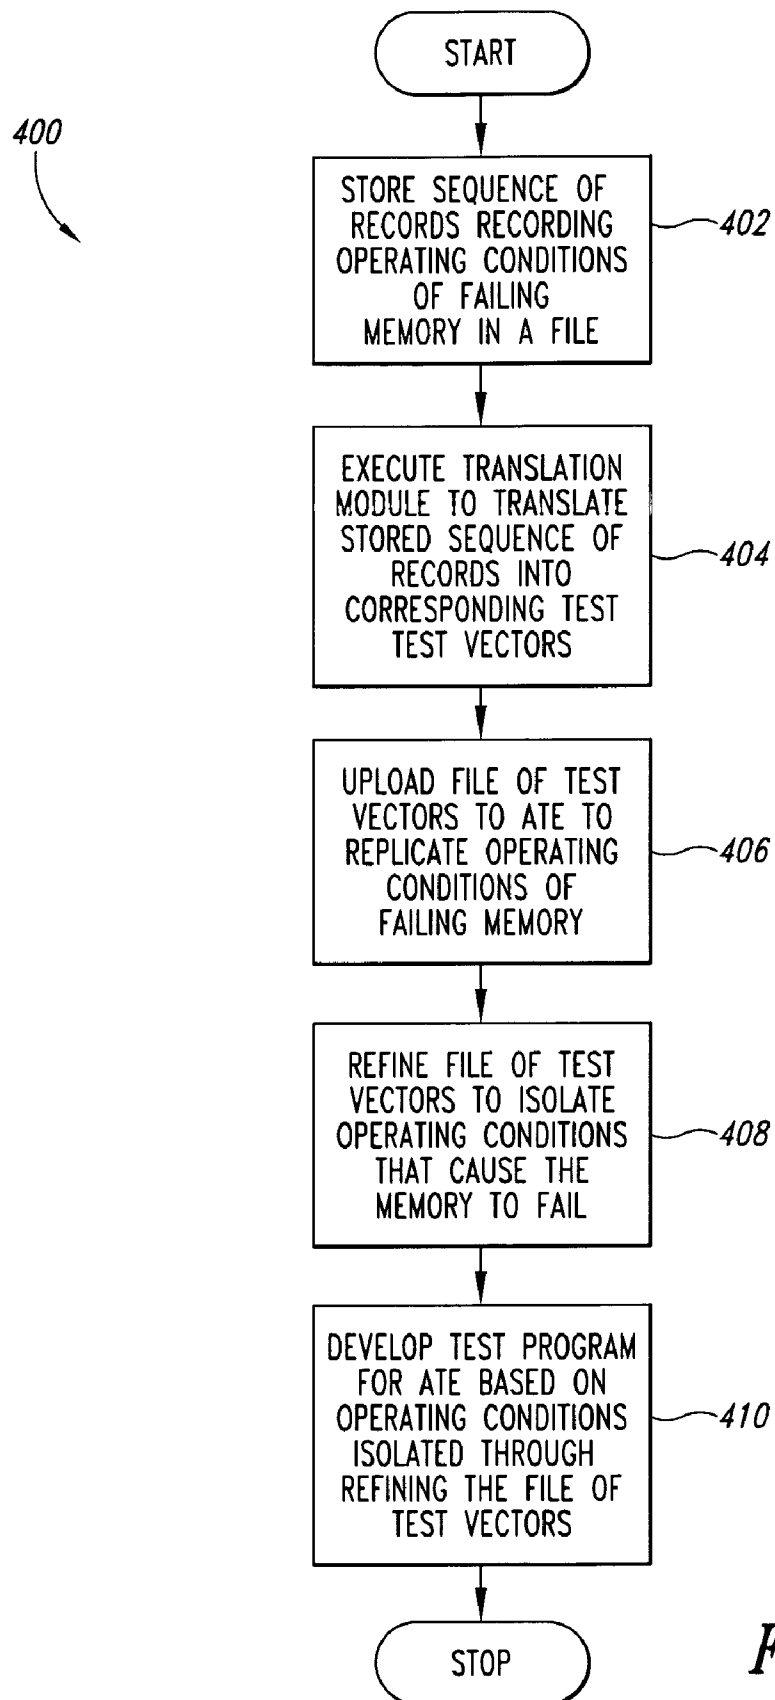 START
400
STORE SEQUENCE OF
RECORDS RECORDING
OPERATING CONDITIONS
OF FAILING
MEMORY IN A FILE
402
EXECUTE TRANSLATION
MODULE TO TRANSLATE
STORED SEQUENCE OF
RECORDS INTO
CORRESPONDING TEST
TEST VECTORS
404
UPLOAD FILE OF TEST
VECTORS TO ATE TO
REPLICATE OPERATING
CONDITIONS OF
FAILING MEMORY
406
REFINE FILE OF TEST
VECTORS TO ISOLATE
OPERATING CONDITIONS
THAT CAUSE THE
MEMORY TO FAIL
408
DEVELOP TEST PROGRAM
FOR ATE BASED ON
OPERATING CONDITIONS
ISOLATED THROUGH
REFINING THE FILE OF
TEST VECTORS
410
STOP